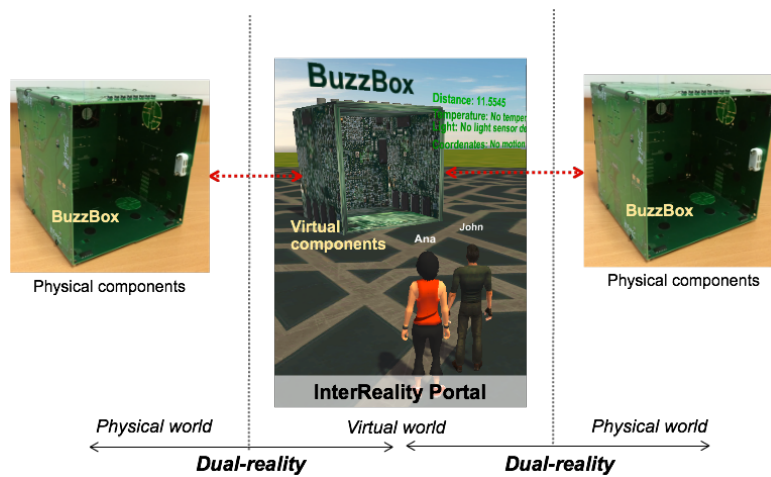 BuzzBox
Distance: 11.5545
Temperature: No tempe
Light: No light sensor de
Coordenates: No motion
BuzzBox
BuzzBox
Virtual
components
Ana
John
Physical components
Physical components
InterReality Portal
Physical world
Virtual world
Physical world
Dual-reality
Dual-reality